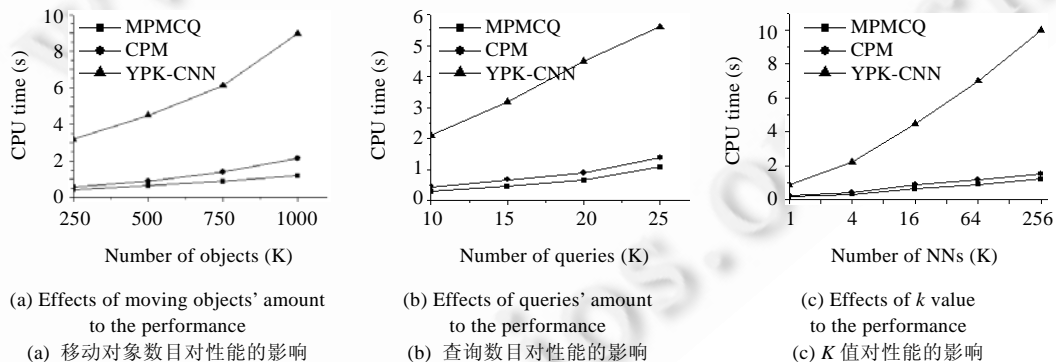 MPMCQ
CPM
YPK-CNN
CPU time (s)
10
8
6
4
2
0
250
500
750
1000
Number of objects (K)
(a) Effects of moving objects' amount
to the performance
(a) 移动对象数目对性能的影响
MPMCQ
CPM
YPK-CNN
CPU time (s)
6
5
4
3
2
1
0
10
15
20
25
Number of queries (K)
(b) Effects of queries' amount
to the performance
(b) 查询数目对性能的影响
MPMCQ
CPM
YPK-CNN
CPU time (s)
10
8
6
4
2
0
1
4
16
64
256
Number of NNs (K)
(c) Effects of k value
to the performance
(c) K 值对性能的影响